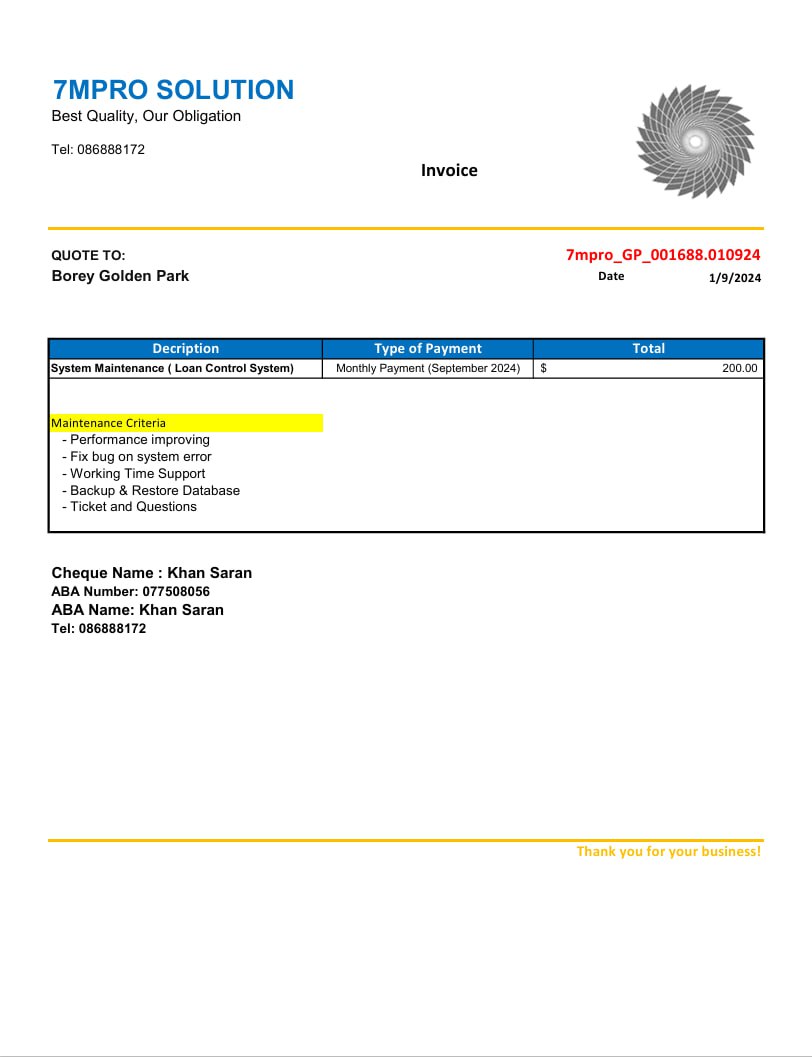 7MPRO SOLUTION
Best Quality, Our Obligation
Tel: 086888172
Invoice
QUOTE TO:
7mpro_GP_001688.010924
Borey Golden Park
Date 1/9/2024
Decription Type of Payment Total
System Maintenance ( Loan Control System) Monthly Payment (September 2024) $ 200.00
Maintenance Criteria
- Performance improving
- Fix bug on system error
- Working Time Support
- Backup & Restore Database
- Ticket and Questions
Cheque Name : Khan Saran
ABA Number: 077508056
ABA Name: Khan Saran
Tel: 086888172
Thank you for your business!